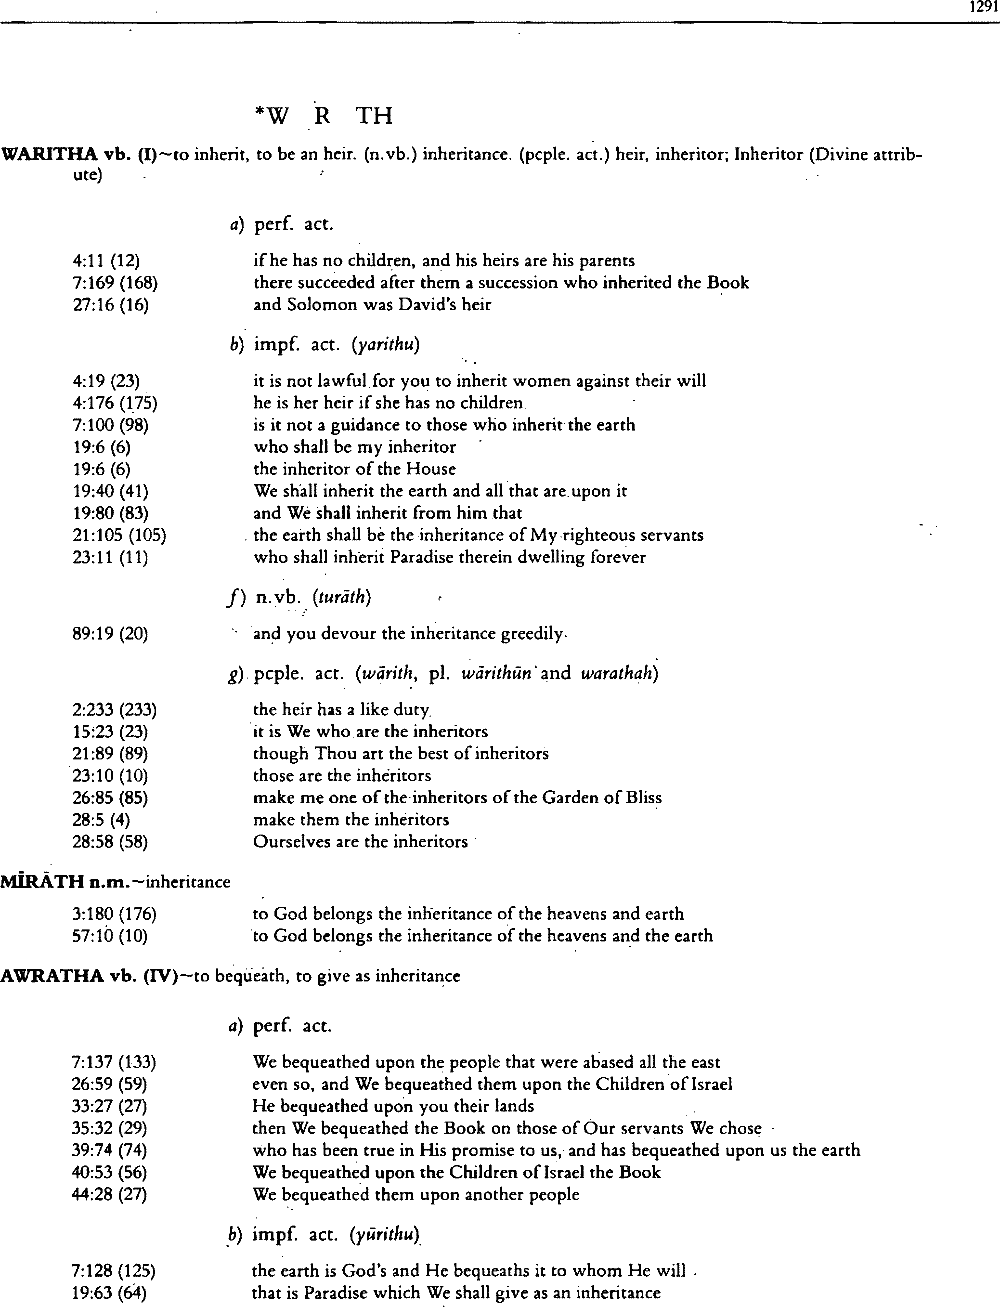 1291
*W R TH
WARITHA vb. (I)~to inherit, to be an heir. (n.vb.) inheritance. (pcple. act.) heir, inheritor; Inheritor (Divine attrib-
ute)
a) perf. act.
4:11 (12) if he has no children, and his heirs are his parents
7:169 (168) there succeeded after them a succession who inherited the Book
27:16 (16) and Solomon was David's heir
b) impf. act. (yarithu)
4:19 (23) it is not lawful for you to inherit women against their will
4:176 (175) he is her heir if she has no children
7:100 (98) is it not a guidance to those who inherit the earth
19:6 (6) who shall be my inheritor
19:6 (6) the inheritor of the House
19:40 (41) We shall inherit the earth and all that are upon it
19:80 (83) and We shall inherit from him that
21:105 (105) the earth shall be the inheritance of My righteous servants
23:11 (11) who shall inherit Paradise therein dwelling forever
f) n.vb. (turāth)
89:19 (20) and you devour the inheritance greedily
g) pcple. act. (wārith, pl. wārithūn and warathah)
2:233 (233) the heir has a like duty
15:23 (23) it is We who are the inheritors
21:89 (89) though Thou art the best of inheritors
23:10 (10) those are the inheritors
26:85 (85) make me one of the inheritors of the Garden of Bliss
28:5 (4) make them the inheritors
28:58 (58) Ourselves are the inheritors
MĪRĀTH n.m.~inheritance
3:180 (176) to God belongs the inheritance of the heavens and earth
57:10 (10) to God belongs the inheritance of the heavens and the earth
AWRATHA vb. (IV)~to bequeath, to give as inheritance
a) perf. act.
7:137 (133) We bequeathed upon the people that were abased all the east
26:59 (59) even so, and We bequeathed them upon the Children of Israel
33:27 (27) He bequeathed upon you their lands
35:32 (29) then We bequeathed the Book on those of Our servants We chose
39:74 (74) who has been true in His promise to us, and has bequeathed upon us the earth
40:53 (56) We bequeathed upon the Children of Israel the Book
44:28 (27) We bequeathed them upon another people
b) impf. act. (yūrithu)
7:128 (125) the earth is God's and He bequeaths it to whom He will
19:63 (64) that is Paradise which We shall give as an inheritance